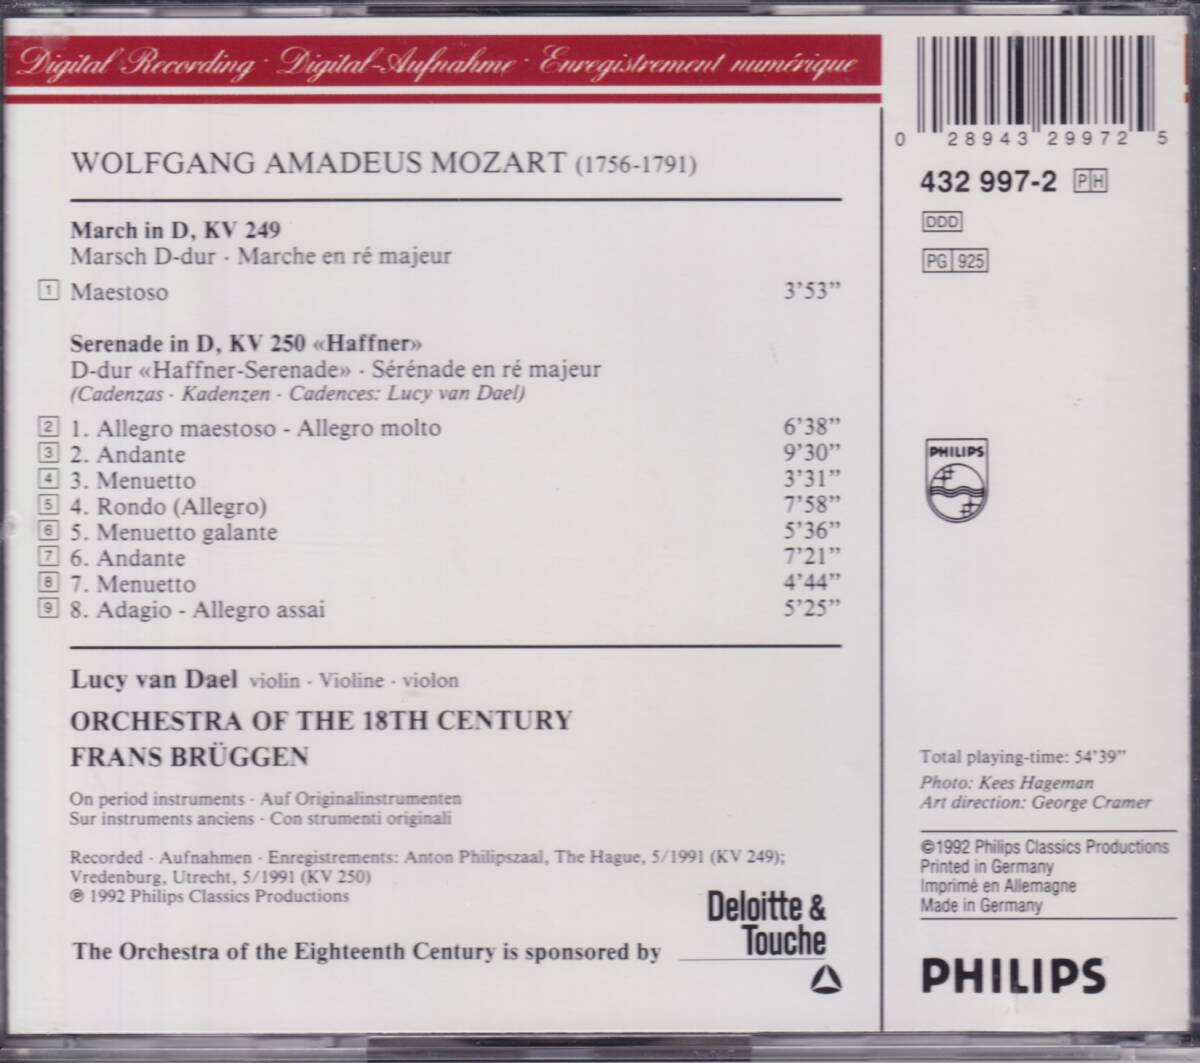 Digital Recording · Digital-Aufnahme · Enregistrement numérique
WOLFGANG AMADEUS MOZART (1756-1791)
March in D, KV 249
Marsch D-dur · Marche en ré majeur
1 Maestoso 3'53”
Serenade in D, KV 250 «Haffner»
D-dur «Haffner-Serenade» · Sérénade en ré majeur
(Cadenzas · Kadenzen · Cadences: Lucy van Dael)
2 1. Allegro maestoso - Allegro molto 6'38”
3 2. Andante 9'30”
4 3. Menuetto 3'31”
5 4. Rondo (Allegro) 7'58”
6 5. Menuetto galante 5'36”
7 6. Andante 7'21”
8 7. Menuetto 4'44”
9 8. Adagio - Allegro assai 5'25”
Lucy van Dael violin · Violine · violon
ORCHESTRA OF THE 18TH CENTURY
FRANS BRÜGGEN
On period instruments · Auf Originalinstrumenten
Sur instruments anciens · Con strumenti originali
Recorded · Aufnahmen · Enregistrements: Anton Philipszaal, The Hague, 5/1991 (KV 249);
Vredenburg, Utrecht, 5/1991 (KV 250)
℗ 1992 Philips Classics Productions
The Orchestra of the Eighteenth Century is sponsored by
Deloitte &
Touche
0 28943 29972 5
432 997-2 PH
DDD
PG 925
PHILIPS
Total playing-time: 54'39”
Photo: Kees Hageman
Art direction: George Cramer
©1992 Philips Classics Productions
Printed in Germany
Imprimé en Allemagne
Made in Germany
PHILIPS